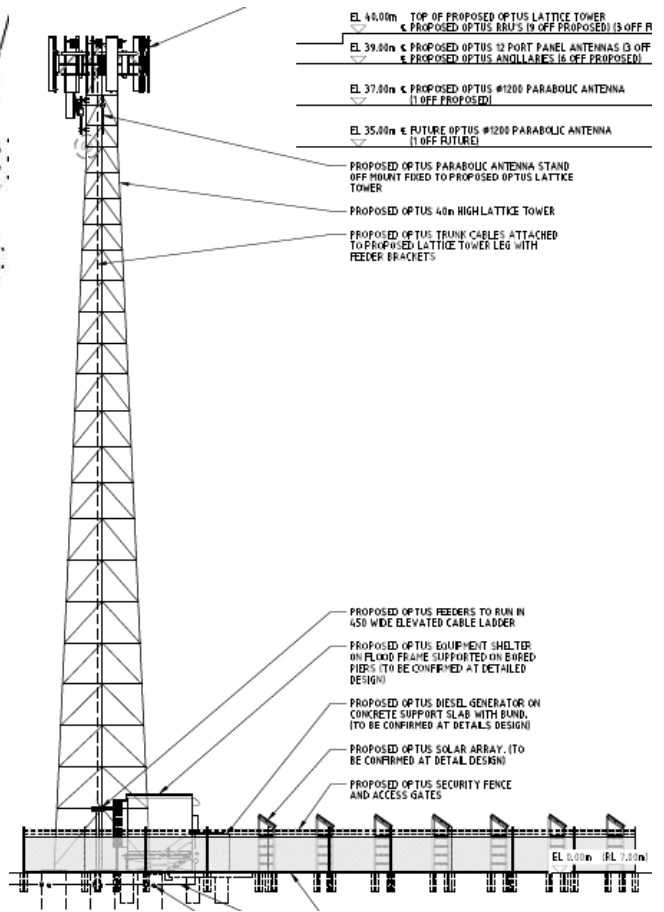 EL 40.00m TOP OF PROPOSED OPTUS LATTICE TOWER
℄ PROPOSED OPTUS RRU'S (9 OFF PROPOSED) (3 OFF
EL 39.00m ℄ PROPOSED OPTUS 12 PORT PANEL ANTENNAS (3 OFF
℄ PROPOSED OPTUS ANCILLARIES (6 OFF PROPOSED)
EL 37.00m ℄ PROPOSED OPTUS Ø1200 PARABOLIC ANTENNA
(1 OFF PROPOSED)
EL 35.00m ℄ FUTURE OPTUS Ø1200 PARABOLIC ANTENNA
(1 OFF FUTURE)
PROPOSED OPTUS PARABOLIC ANTENNA STAND
OFF MOUNT FIXED TO PROPOSED OPTUS LATTICE
TOWER
PROPOSED OPTUS 40m HIGH LATTICE TOWER
PROPOSED OPTUS TRUNK CABLES ATTACHED
TO PROPOSED LATTICE TOWER LEG WITH
FEEDER BRACKETS
PROPOSED OPTUS FEEDERS TO RUN IN
450 WIDE ELEVATED CABLE LADDER
PROPOSED OPTUS EQUIPMENT SHELTER
ON FLOOD FRAME SUPPORTED ON BORED
PIERS (TO BE CONFIRMED AT DETAILED
DESIGN)
PROPOSED OPTUS DIESEL GENERATOR ON
CONCRETE SUPPORT SLAB WITH BUND.
(TO BE CONFIRMED AT DETAILS DESIGN)
PROPOSED OPTUS SOLAR ARRAY. (TO
BE CONFIRMED AT DETAIL DESIGN)
PROPOSED OPTUS SECURITY FENCE
AND ACCESS GATES
EL 0.00m (RL 7.00m)